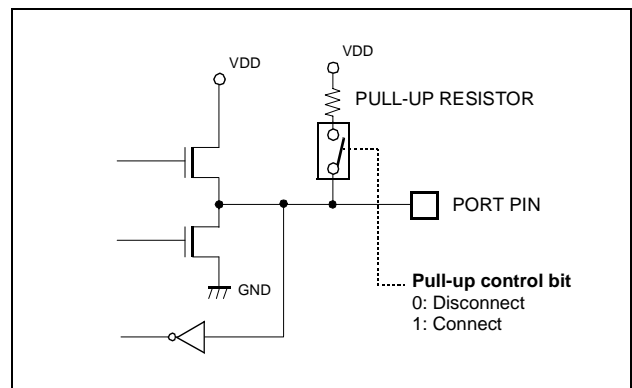 VDD
VDD
PULL-UP RESISTOR
PORT PIN
GND
Pull-up control bit
0: Disconnect
1: Connect